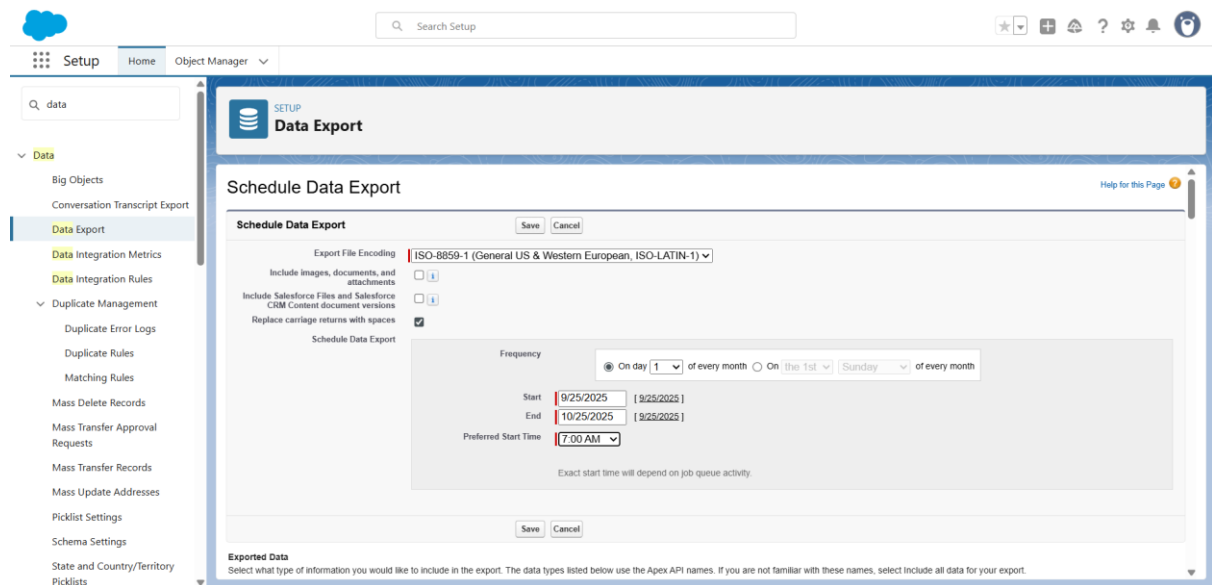 Search Setup
Setup
Home
Object Manager
data
Data
Big Objects
Conversation Transcript Export
Data Export
Data Integration Metrics
Data Integration Rules
Duplicate Management
Duplicate Error Logs
Duplicate Rules
Matching Rules
Mass Delete Records
Mass Transfer Approval
Requests
Mass Transfer Records
Mass Update Addresses
Picklist Settings
Schema Settings
State and Country/Territory
Picklists
SETUP
Data Export
Schedule Data Export
Help for this Page ?
Schedule Data Export Save Cancel
Export File Encoding ISO-8859-1 (General US & Western European, ISO-LATIN-1)
Include images, documents, and
attachments i
Include Salesforce Files and Salesforce
CRM Content document versions i
Replace carriage returns with spaces
Schedule Data Export
Frequency
On day 1 of every month On the 1st Sunday of every month
Start 9/25/2025 [ 9/25/2025 ]
End 10/25/2025 [ 9/25/2025 ]
Preferred Start Time 7:00 AM
Exact start time will depend on job queue activity.
Save Cancel
Exported Data
Select what type of information you would like to include in the export. The data types listed below use the Apex API names. If you are not familiar with these names, select Include all data for your export.